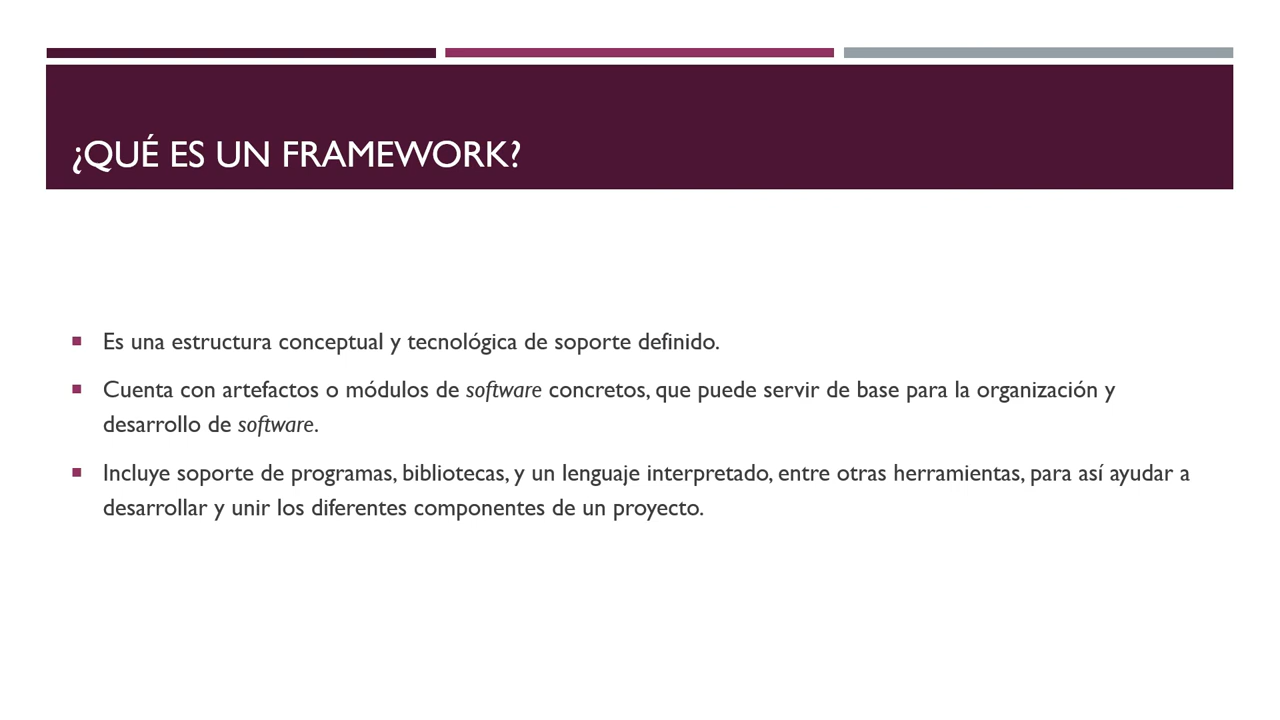 ¿QUÉ ES UN FRAMEWORK?
Es una estructura conceptual y tecnológica de soporte definido.
Cuenta con artefactos o módulos de software concretos, que puede servir de base para la organización y
desarrollo de software.
Incluye soporte de programas, bibliotecas, y un lenguaje interpretado, entre otras herramientas, para así ayudar a
desarrollar y unir los diferentes componentes de un proyecto.